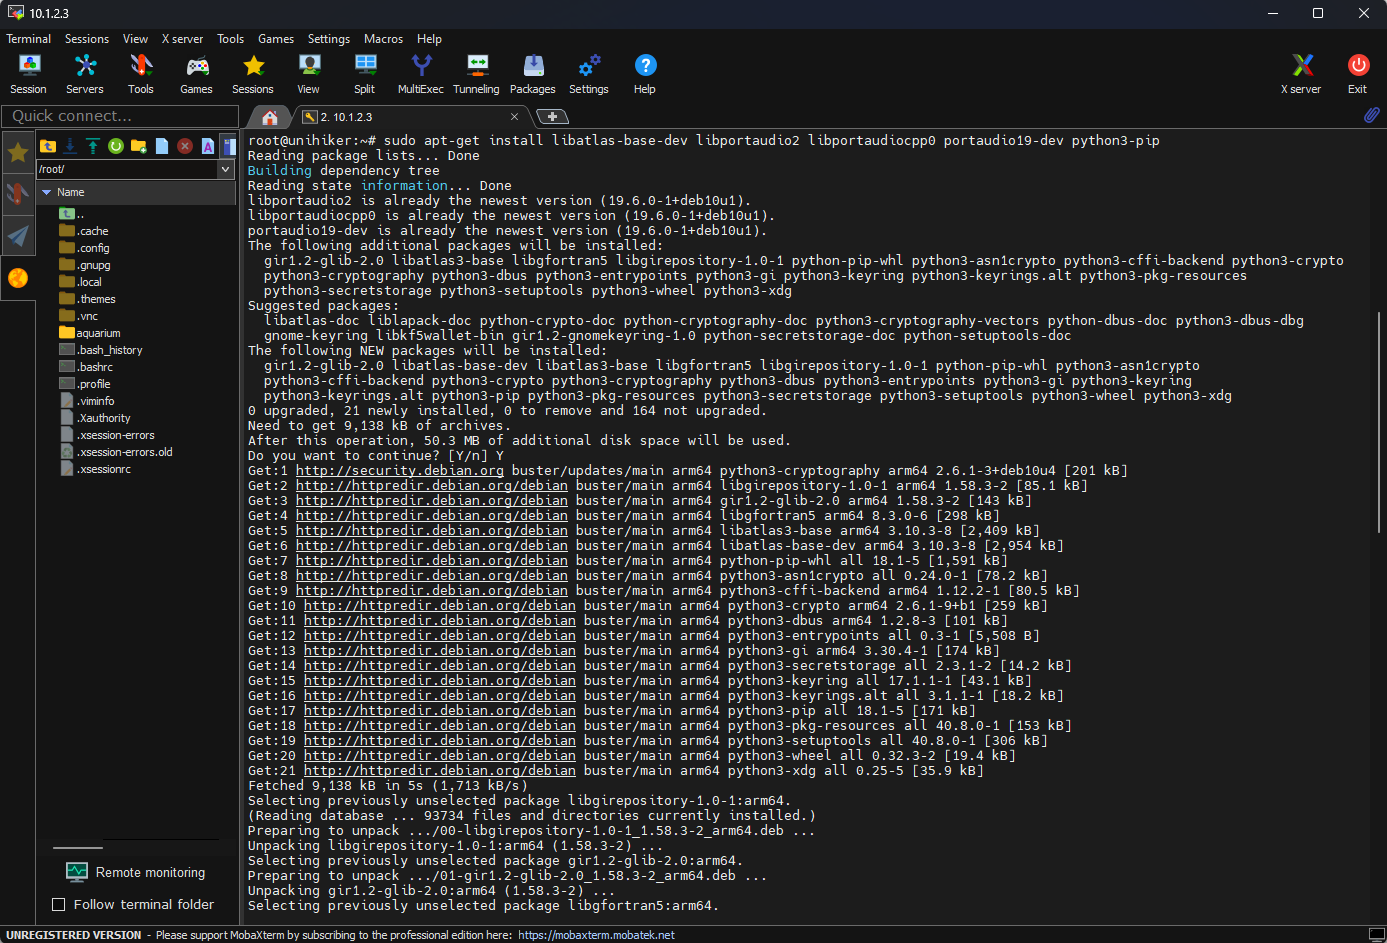 10.1.2.3
Terminal Sessions View X server Tools Games Settings Macros Help
Session Servers Tools Games Sessions View Split MultiExec Tunneling Packages Settings Help X server Exit
Quick connect...
2. 10.1.2.3
/root/
Name
..
.cache
.config
.gnupg
.local
.themes
.vnc
aquarium
.bash_history
.bashrc
.profile
.viminfo
.Xauthority
.xsession-errors
.xsession-errors.old
.xsessionrc
Remote monitoring
Follow terminal folder
root@unihiker:~# sudo apt-get install libatlas-base-dev libportaudio2 libportaudiocpp0 portaudio19-dev python3-pip
Reading package lists... Done
Building dependency tree
Reading state information... Done
libportaudio2 is already the newest version (19.6.0-1+deb10u1).
libportaudiocpp0 is already the newest version (19.6.0-1+deb10u1).
portaudio19-dev is already the newest version (19.6.0-1+deb10u1).
The following additional packages will be installed:
gir1.2-glib-2.0 libatlas3-base libgfortran5 libgirepository-1.0-1 python-pip-whl python3-asn1crypto python3-cffi-backend python3-crypto
python3-cryptography python3-dbus python3-entrypoints python3-gi python3-keyring python3-keyrings.alt python3-pkg-resources
python3-secretstorage python3-setuptools python3-wheel python3-xdg
Suggested packages:
libatlas-doc liblapack-doc python-crypto-doc python-cryptography-doc python3-cryptography-vectors python-dbus-doc python3-dbus-dbg
gnome-keyring libkf5wallet-bin gir1.2-gnomekeyring-1.0 python-secretstorage-doc python-setuptools-doc
The following NEW packages will be installed:
gir1.2-glib-2.0 libatlas-base-dev libatlas3-base libgfortran5 libgirepository-1.0-1 python-pip-whl python3-asn1crypto
python3-cffi-backend python3-crypto python3-cryptography python3-dbus python3-entrypoints python3-gi python3-keyring
python3-keyrings.alt python3-pip python3-pkg-resources python3-secretstorage python3-setuptools python3-wheel python3-xdg
0 upgraded, 21 newly installed, 0 to remove and 164 not upgraded.
Need to get 9,138 kB of archives.
After this operation, 50.3 MB of additional disk space will be used.
Do you want to continue? [Y/n] Y
Get:1 http://security.debian.org buster/updates/main arm64 python3-cryptography arm64 2.6.1-3+deb10u4 [201 kB]
Get:2 http://httpredir.debian.org/debian buster/main arm64 libgirepository-1.0-1 arm64 1.58.3-2 [85.1 kB]
Get:3 http://httpredir.debian.org/debian buster/main arm64 gir1.2-glib-2.0 arm64 1.58.3-2 [143 kB]
Get:4 http://httpredir.debian.org/debian buster/main arm64 libgfortran5 arm64 8.3.0-6 [298 kB]
Get:5 http://httpredir.debian.org/debian buster/main arm64 libatlas3-base arm64 3.10.3-8 [2,409 kB]
Get:6 http://httpredir.debian.org/debian buster/main arm64 libatlas-base-dev arm64 3.10.3-8 [2,954 kB]
Get:7 http://httpredir.debian.org/debian buster/main arm64 python-pip-whl all 18.1-5 [1,591 kB]
Get:8 http://httpredir.debian.org/debian buster/main arm64 python3-asn1crypto all 0.24.0-1 [78.2 kB]
Get:9 http://httpredir.debian.org/debian buster/main arm64 python3-cffi-backend arm64 1.12.2-1 [80.5 kB]
Get:10 http://httpredir.debian.org/debian buster/main arm64 python3-crypto arm64 2.6.1-9+b1 [259 kB]
Get:11 http://httpredir.debian.org/debian buster/main arm64 python3-dbus arm64 1.2.8-3 [101 kB]
Get:12 http://httpredir.debian.org/debian buster/main arm64 python3-entrypoints all 0.3-1 [5,508 B]
Get:13 http://httpredir.debian.org/debian buster/main arm64 python3-gi arm64 3.30.4-1 [174 kB]
Get:14 http://httpredir.debian.org/debian buster/main arm64 python3-secretstorage all 2.3.1-2 [14.2 kB]
Get:15 http://httpredir.debian.org/debian buster/main arm64 python3-keyring all 17.1.1-1 [43.1 kB]
Get:16 http://httpredir.debian.org/debian buster/main arm64 python3-keyrings.alt all 3.1.1-1 [18.2 kB]
Get:17 http://httpredir.debian.org/debian buster/main arm64 python3-pip all 18.1-5 [171 kB]
Get:18 http://httpredir.debian.org/debian buster/main arm64 python3-pkg-resources all 40.8.0-1 [153 kB]
Get:19 http://httpredir.debian.org/debian buster/main arm64 python3-setuptools all 40.8.0-1 [306 kB]
Get:20 http://httpredir.debian.org/debian buster/main arm64 python3-wheel all 0.32.3-2 [19.4 kB]
Get:21 http://httpredir.debian.org/debian buster/main arm64 python3-xdg all 0.25-5 [35.9 kB]
Fetched 9,138 kB in 5s (1,713 kB/s)
Selecting previously unselected package libgirepository-1.0-1:arm64.
(Reading database ... 93734 files and directories currently installed.)
Preparing to unpack .../00-libgirepository-1.0-1_1.58.3-2_arm64.deb ...
Unpacking libgirepository-1.0-1:arm64 (1.58.3-2) ...
Selecting previously unselected package gir1.2-glib-2.0:arm64.
Preparing to unpack .../01-gir1.2-glib-2.0_1.58.3-2_arm64.deb ...
Unpacking gir1.2-glib-2.0:arm64 (1.58.3-2) ...
Selecting previously unselected package libgfortran5:arm64.
UNREGISTERED VERSION - Please support MobaXterm by subscribing to the professional edition here: https://mobaxterm.mobatek.net